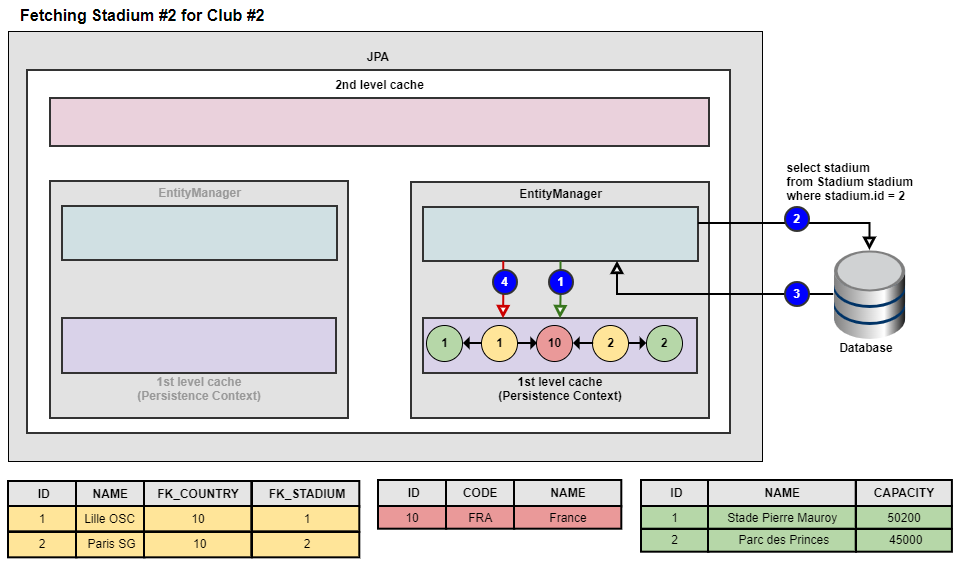 Fetching Stadium #2 for Club #2
JPA
2nd level cache
EntityManager
1st level cache
(Persistence Context)
EntityManager
4
1
1
1
10
2
2
1st level cache
(Persistence Context)
select stadium
from Stadium stadium
where stadium.id = 2
2
3
Database
ID NAME FK_COUNTRY FK_STADIUM
1 Lille OSC 10 1
2 Paris SG 10 2
ID CODE NAME
10 FRA France
ID NAME CAPACITY
1 Stade Pierre Mauroy 50200
2 Parc des Princes 45000